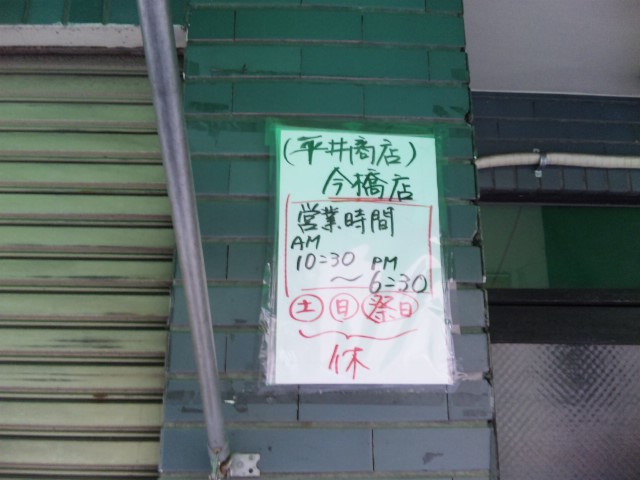 (平井商店)
今橋店
営業時間
AM
10:30 PM
〜6:30
土 日 祭日
休